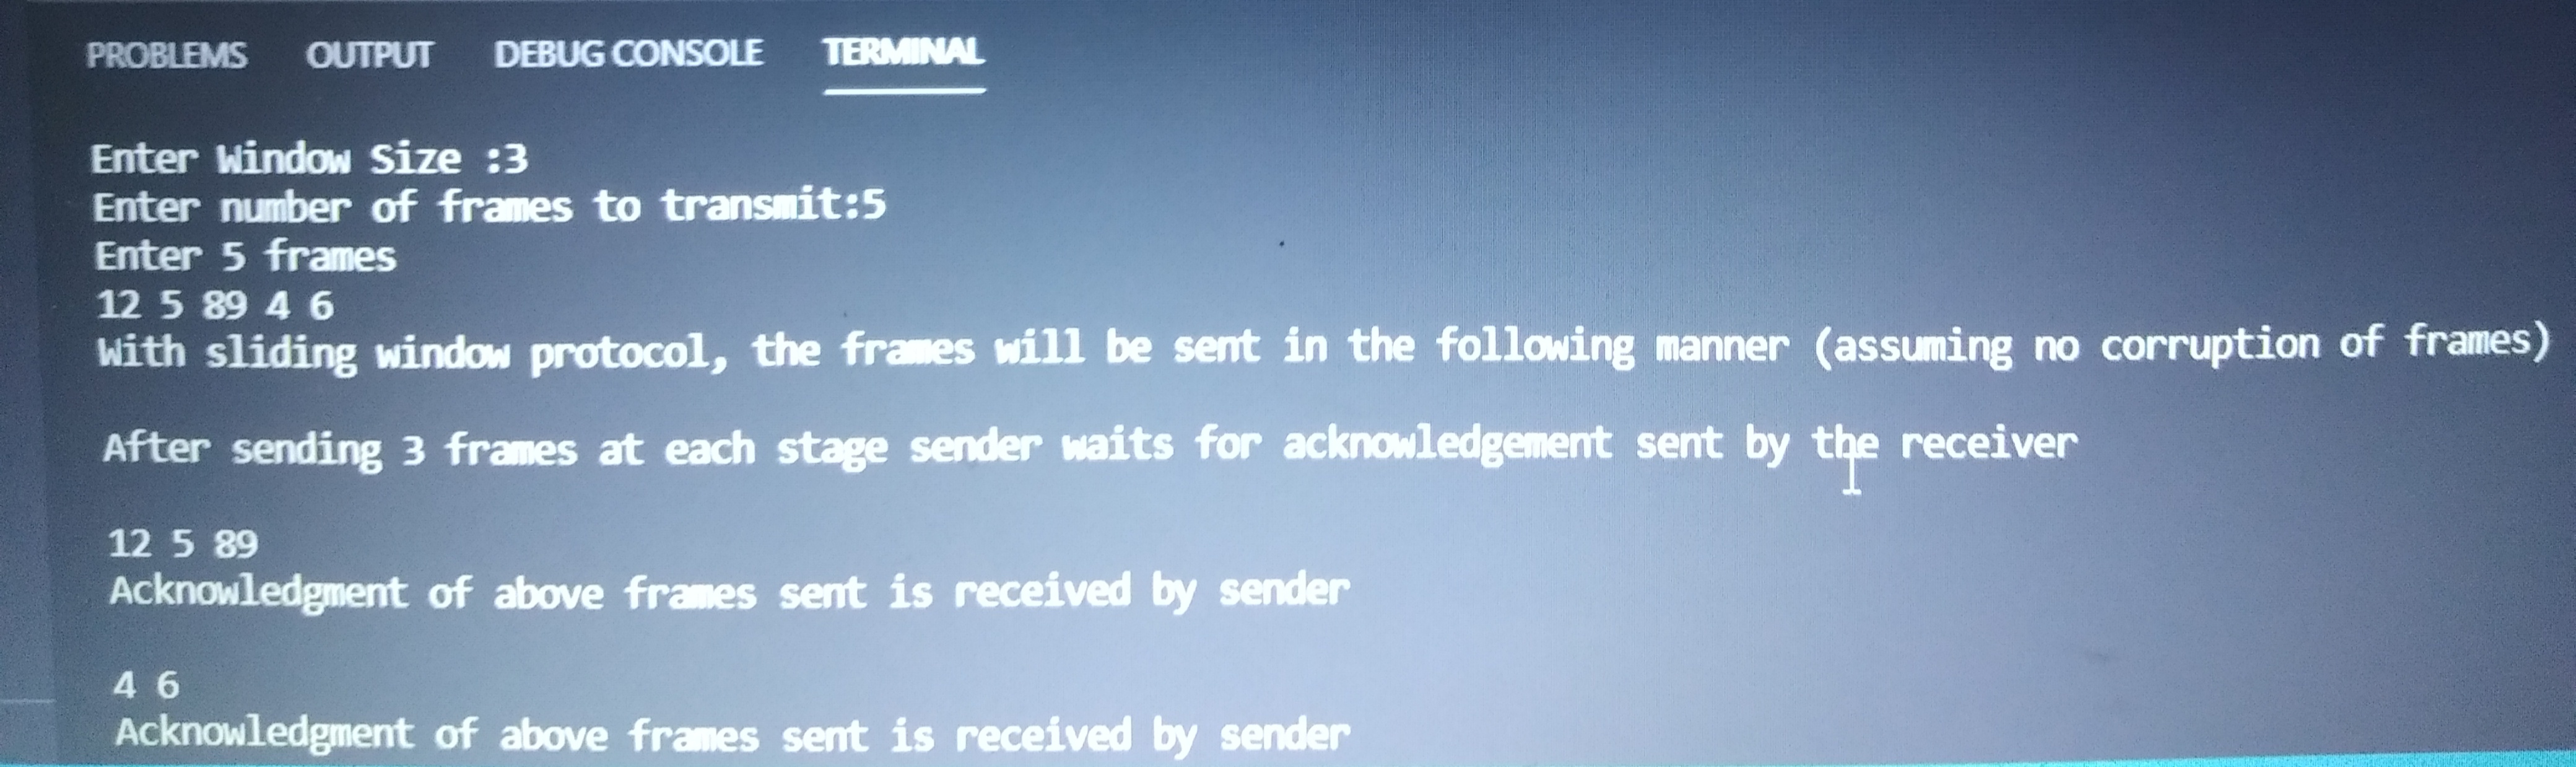 PROBLEMS OUTPUT DEBUG CONSOLE TERMINAL
Enter Window Size :3
Enter number of frames to transmit:5
Enter 5 frames
12 5 89 4 6
With sliding window protocol, the frames will be sent in the following manner (assuming no corruption of frames)
After sending 3 frames at each stage sender waits for acknowledgement sent by the receiver
12 5 89
Acknowledgment of above frames sent is received by sender
4 6
Acknowledgment of above frames sent is received by sender